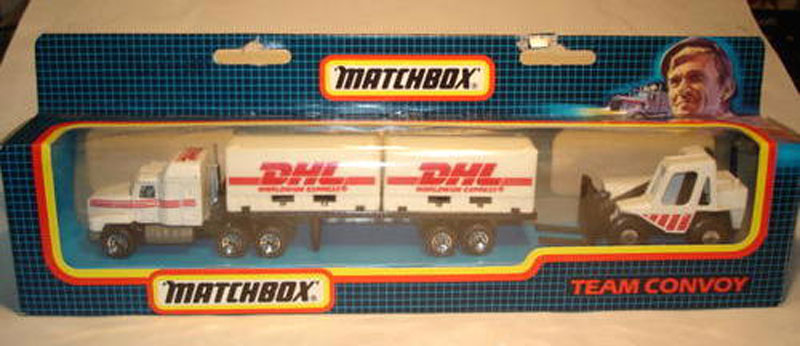 MATCHBOX®
DHL DHL
WORLDWIDE EXPRESS® WORLDWIDE EXPRESS®
MATCHBOX®
TEAM CONVOY